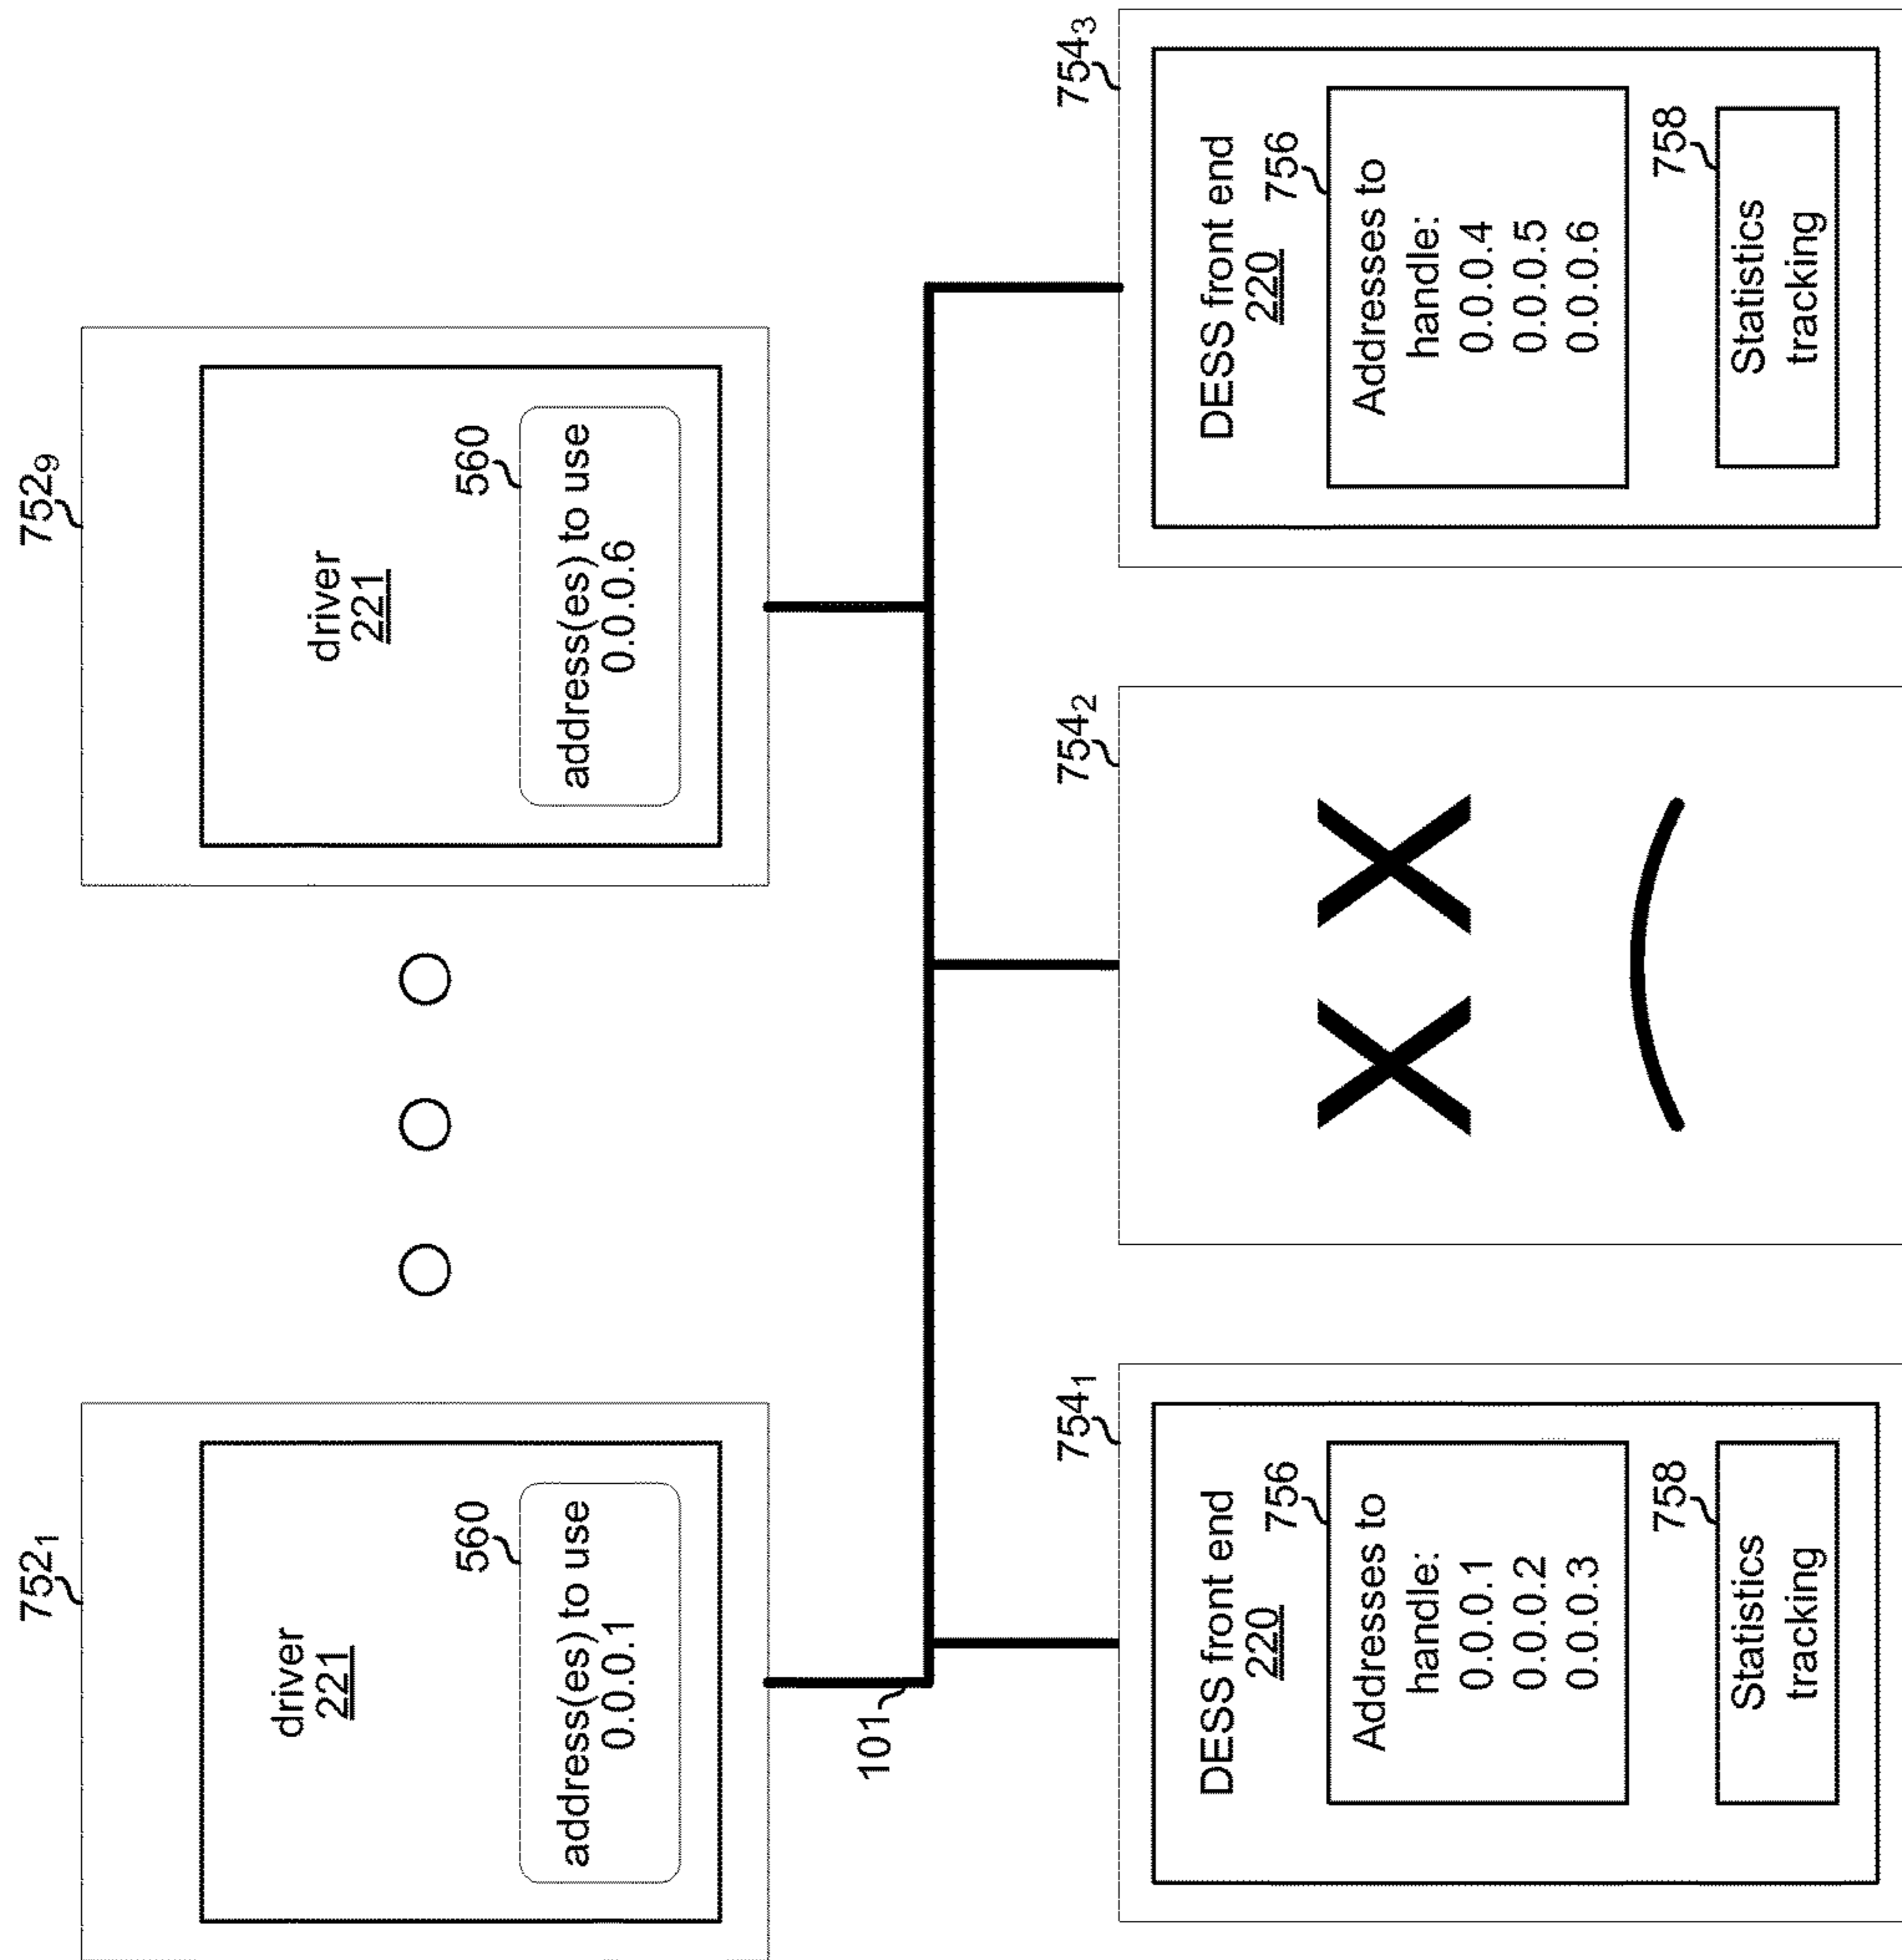 752₁
driver
221
560
address(es) to use
0.0.0.1
752₉
driver
221
560
address(es) to use
0.0.0.6
101
754₁
DESS front end
220
756
Addresses to
handle:
0.0.0.1
0.0.0.2
0.0.0.3
758
Statistics
tracking
754₂
X X
754₃
DESS front end
220
756
Addresses to
handle:
0.0.0.4
0.0.0.5
0.0.0.6
758
Statistics
tracking